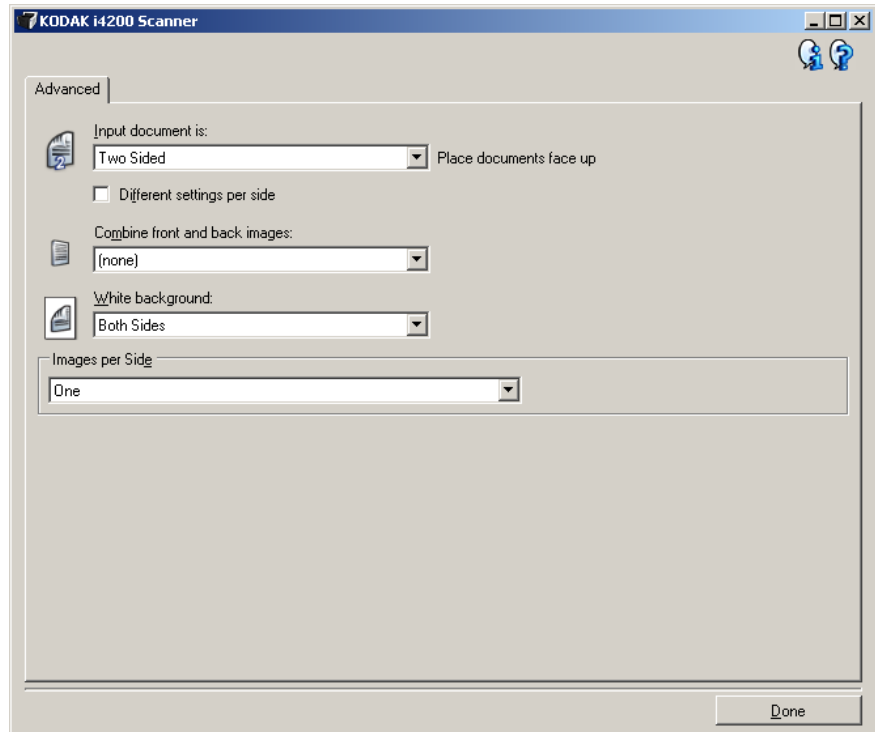 KODAK i4200 Scanner
Advanced
Input document is:
Two Sided Place documents face up
Different settings per side
Combine front and back images:
(none)
White background:
Both Sides
Images per Side
One
Done